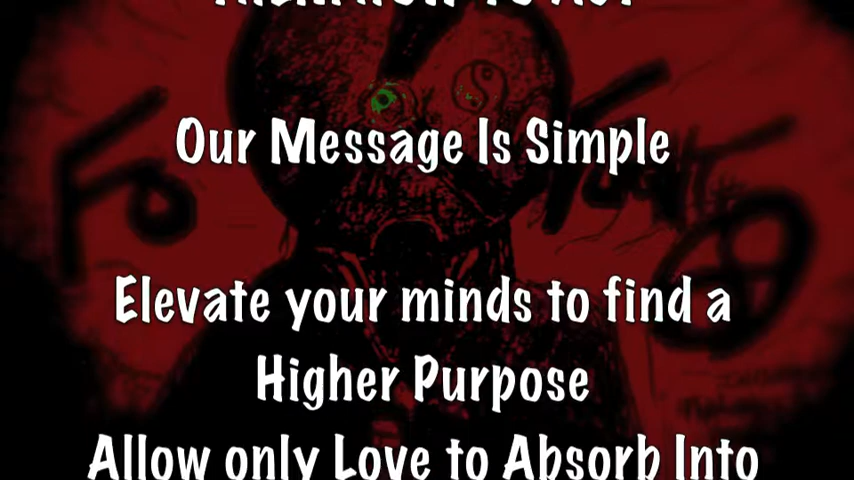 Our Message Is Simple
Elevate your minds to find a
Higher Purpose
Allow only Love to Absorb Into